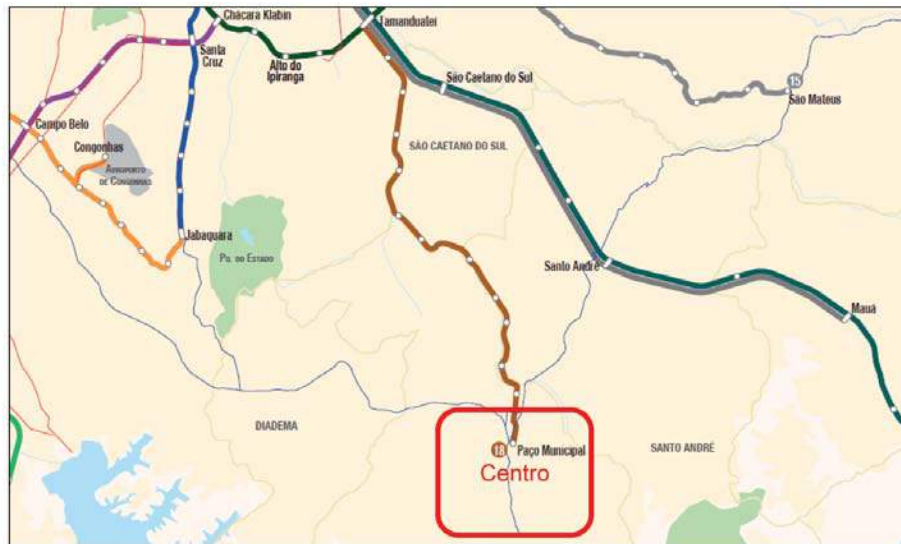 Chácara Klabin
Tamanduateí
Santa
Cruz
Alto do
Ipiranga
São Caetano do Sul
15
São Mateus
Campo Belo
Congonhas
Aeroporto
de Congonhas
SÃO CAETANO DO SUL
Jabaquara
Pq. do Estado
Santo André
Mauá
DIADEMA
18
Paço Municipal
SANTO ANDRÉ
Centro